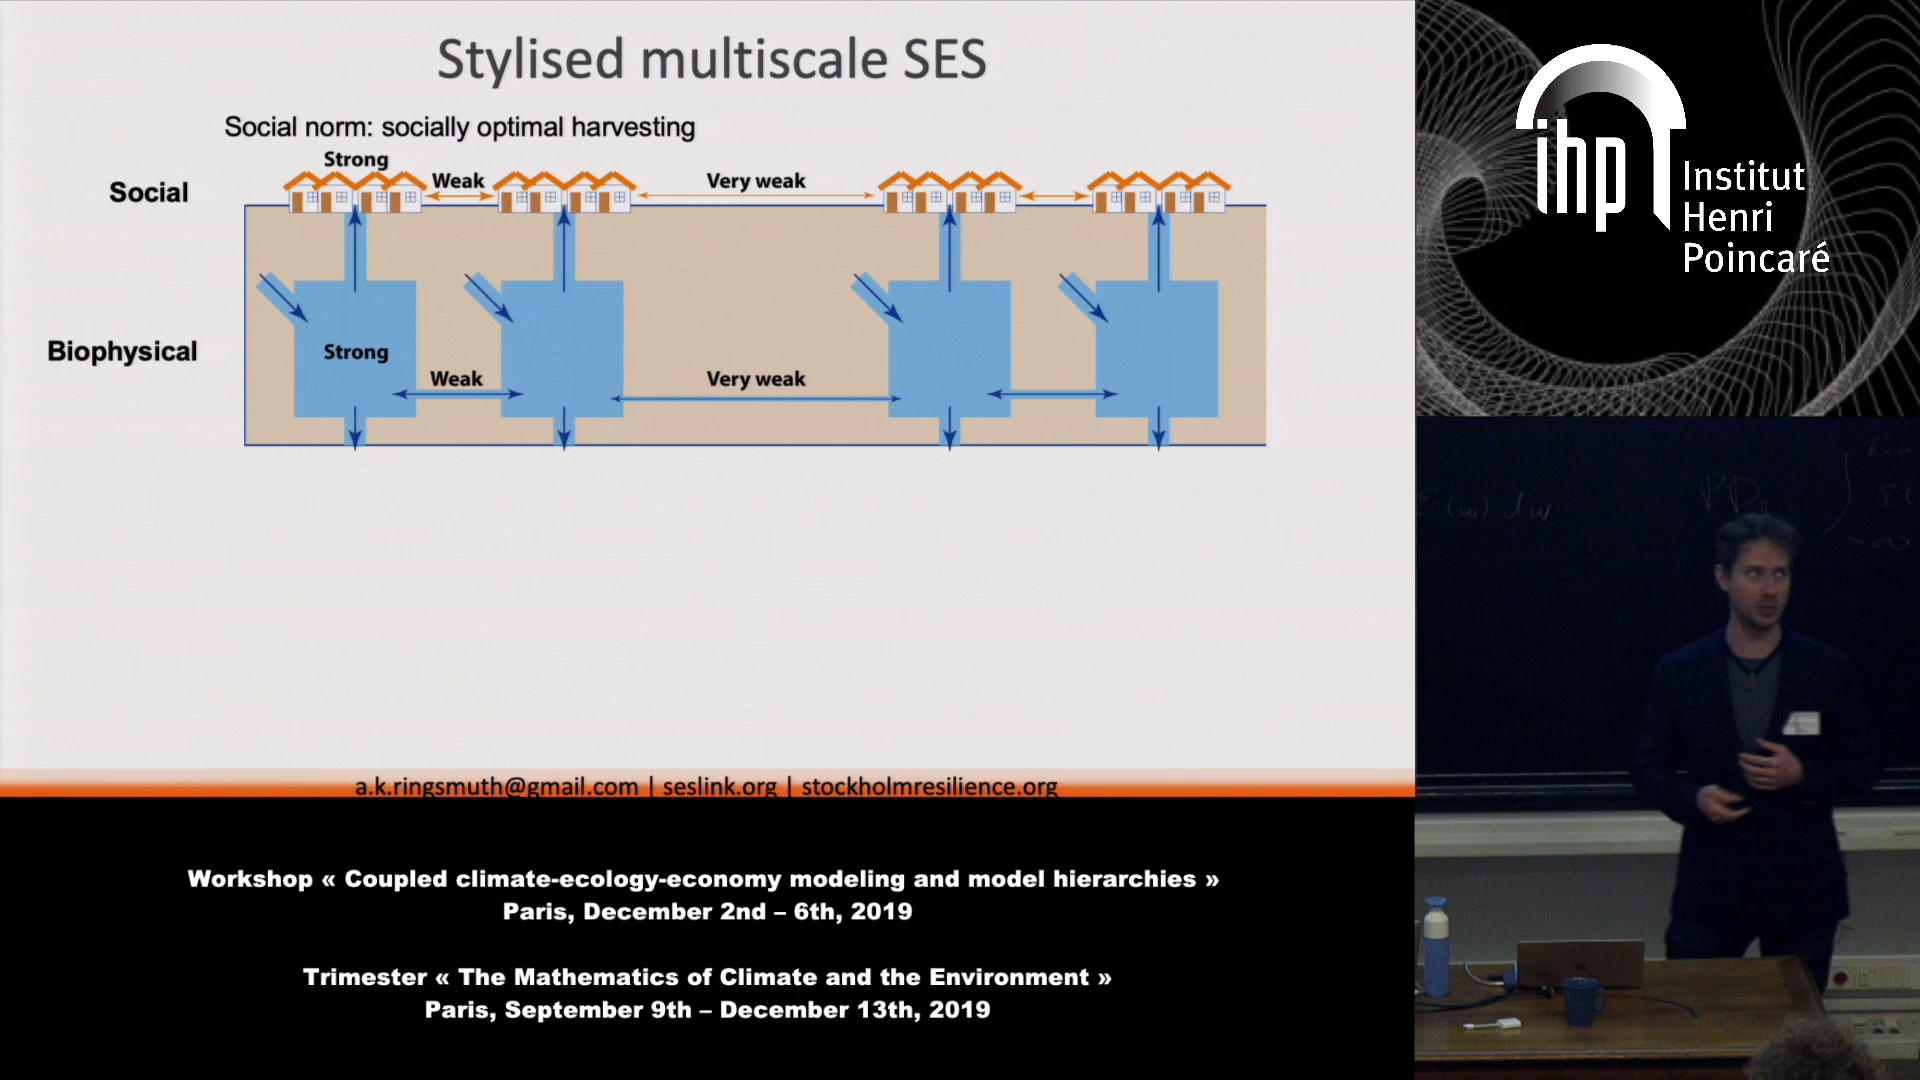 Stylised multiscale SES
Social norm: socially optimal harvesting
Strong
Weak
Very weak
Social
Biophysical
Strong
Weak
Very weak
a.k.ringsmuth@gmail.com | seslink.org | stockholmresilience.org
Workshop « Coupled climate-ecology-economy modeling and model hierarchies »
Paris, December 2nd – 6th, 2019
Trimester « The Mathematics of Climate and the Environment »
Paris, September 9th – December 13th, 2019
ihp
Institut
Henri
Poincaré